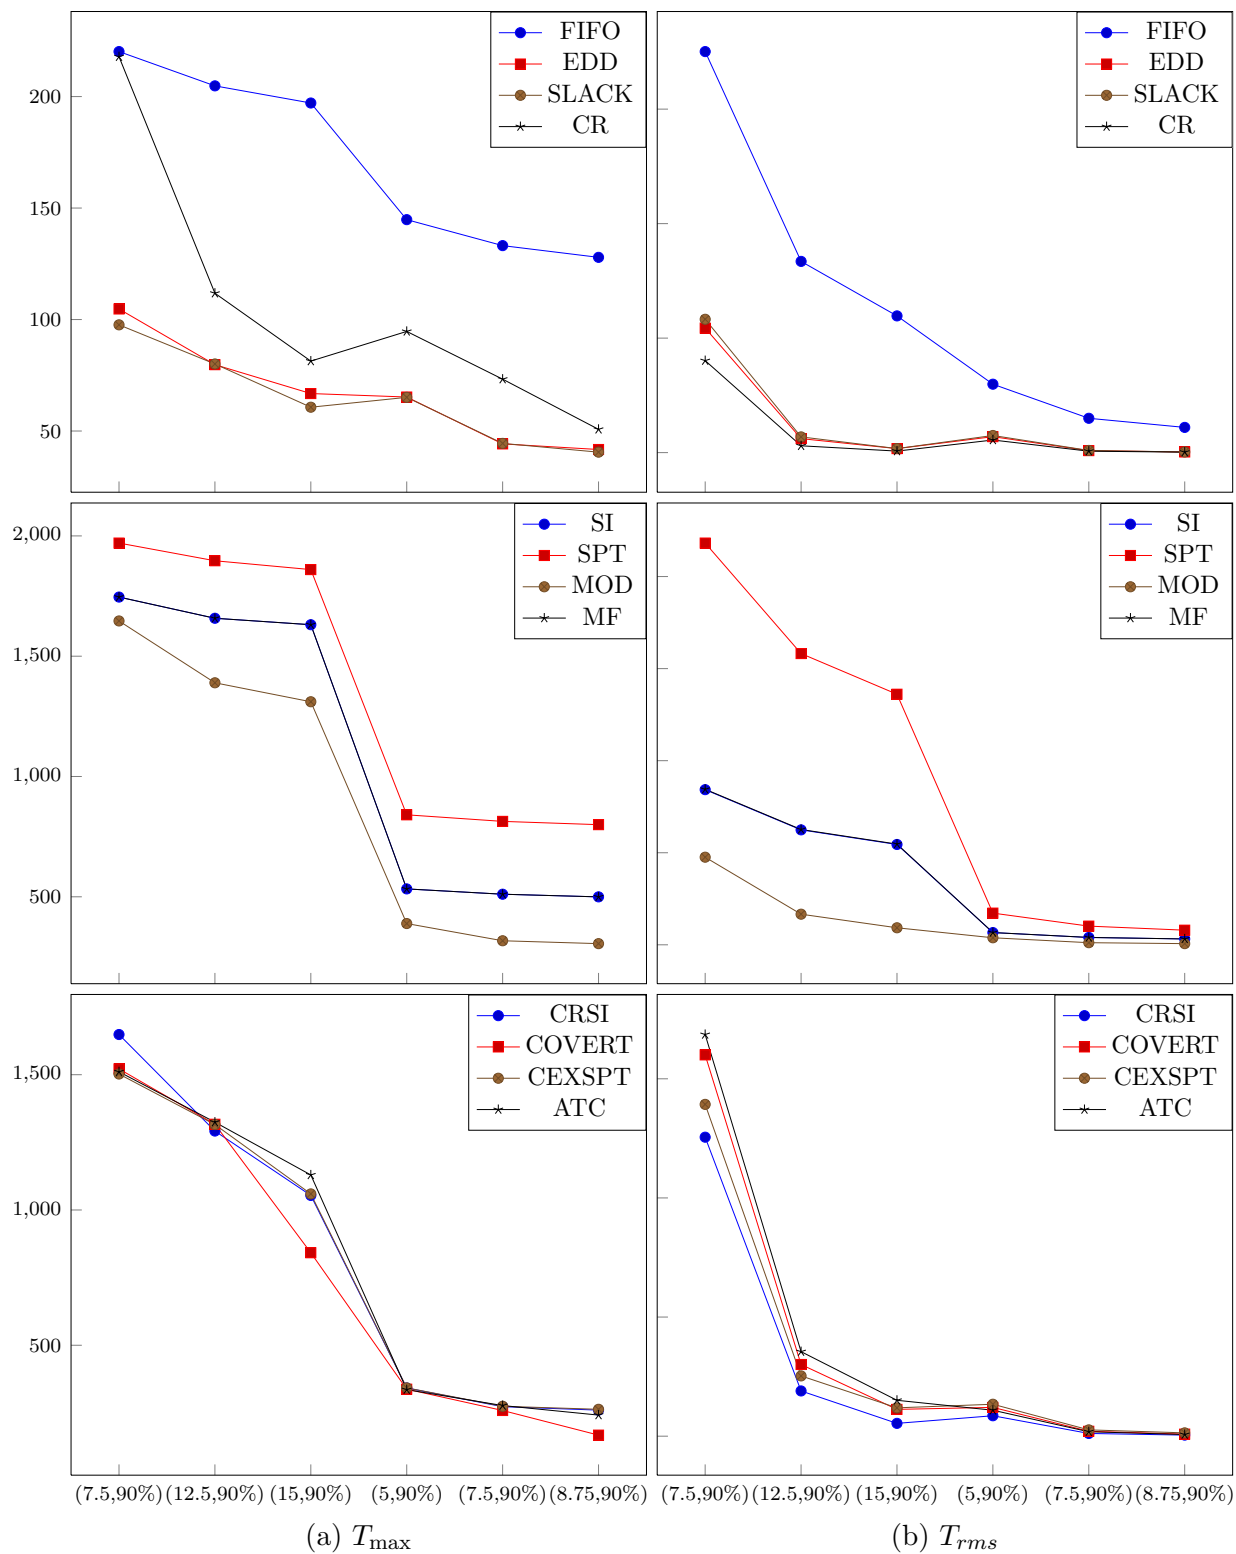 FIFO
EDD
SLACK
CR
200
150
100
50
FIFO
EDD
SLACK
CR
SI
SPT
MOD
MF
2,000
1,500
1,000
500
SI
SPT
MOD
MF
CRSI
COVERT
CEXSPT
ATC
1,500
1,000
500
(7.5,90%) (12.5,90%) (15,90%) (5,90%) (7.5,90%) (8.75,90%)
(a) T_max
CRSI
COVERT
CEXSPT
ATC
(7.5,90%) (12.5,90%) (15,90%) (5,90%) (7.5,90%) (8.75,90%)
(b) T_rms